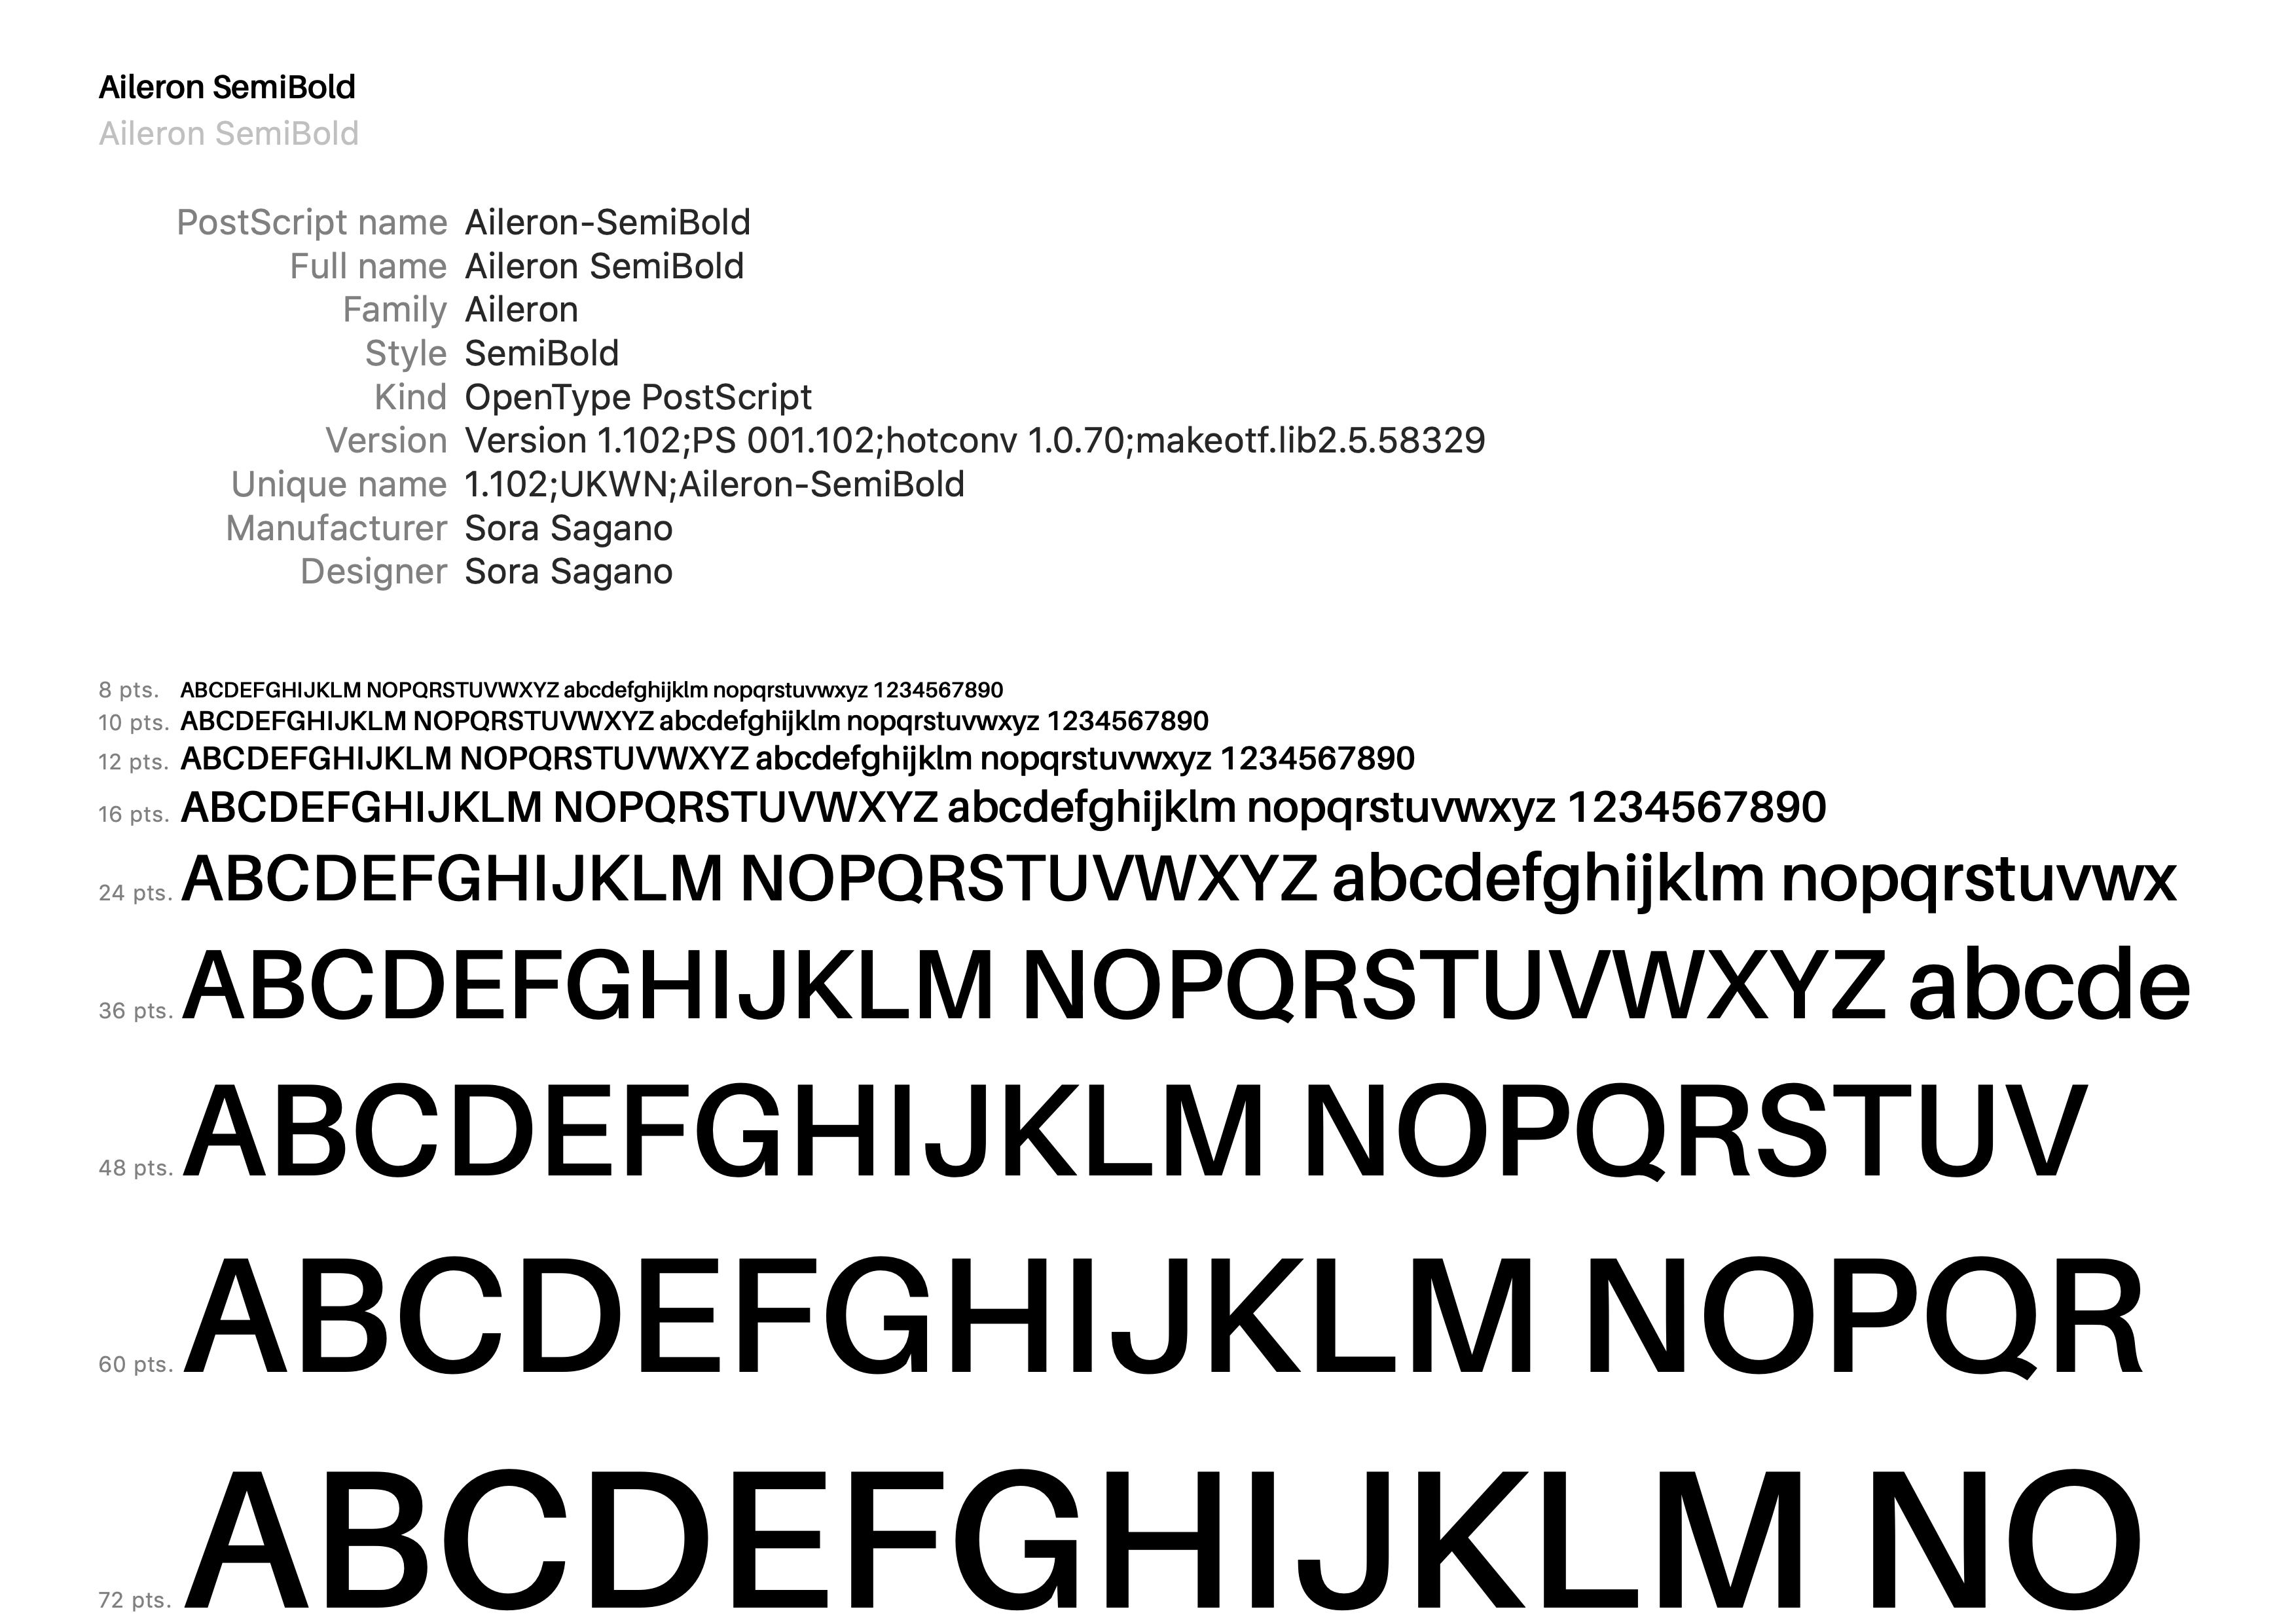 Aileron SemiBold
Aileron SemiBold
PostScript name Aileron-SemiBold
Full name Aileron SemiBold
Family Aileron
Style SemiBold
Kind OpenType PostScript
Version Version 1.102;PS 001.102;hotconv 1.0.70;makeotf.lib2.5.58329
Unique name 1.102;UKWN;Aileron-SemiBold
Manufacturer Sora Sagano
Designer Sora Sagano
8 pts. ABCDEFGHIJKLM NOPQRSTUVWXYZ abcdefghijklm nopqrstuvwxyz 1234567890
10 pts. ABCDEFGHIJKLM NOPQRSTUVWXYZ abcdefghijklm nopqrstuvwxyz 1234567890
12 pts. ABCDEFGHIJKLM NOPQRSTUVWXYZ abcdefghijklm nopqrstuvwxyz 1234567890
16 pts. ABCDEFGHIJKLM NOPQRSTUVWXYZ abcdefghijklm nopqrstuvwxyz 1234567890
24 pts. ABCDEFGHIJKLM NOPQRSTUVWXYZ abcdefghijklm nopqrstuvwx
36 pts. ABCDEFGHIJKLM NOPQRSTUVWXYZ abcde
48 pts. ABCDEFGHIJKLM NOPQRSTUV
60 pts. ABCDEFGHIJKLM NOPQR
72 pts. ABCDEFGHIJKLM NO